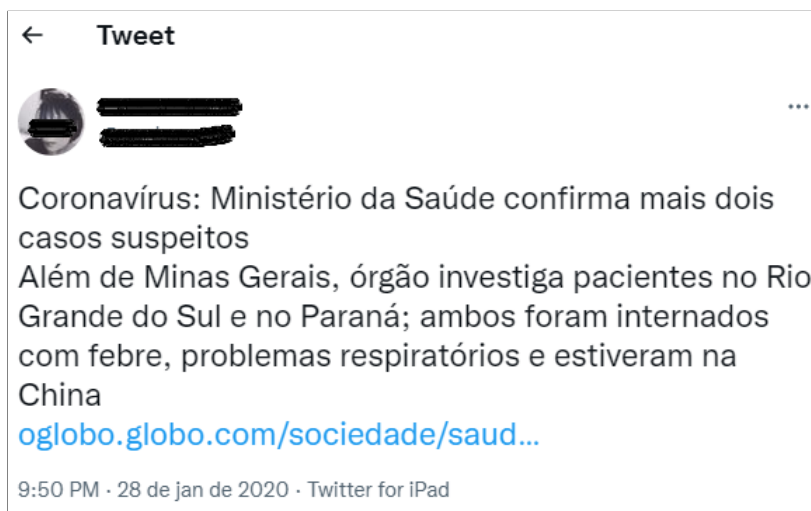 Tweet
Coronavírus: Ministério da Saúde confirma mais dois
casos suspeitos
Além de Minas Gerais, órgão investiga pacientes no Rio
Grande do Sul e no Paraná; ambos foram internados
com febre, problemas respiratórios e estiveram na
China
oglobo.globo.com/sociedade/saud...
9:50 PM · 28 de jan de 2020 · Twitter for iPad